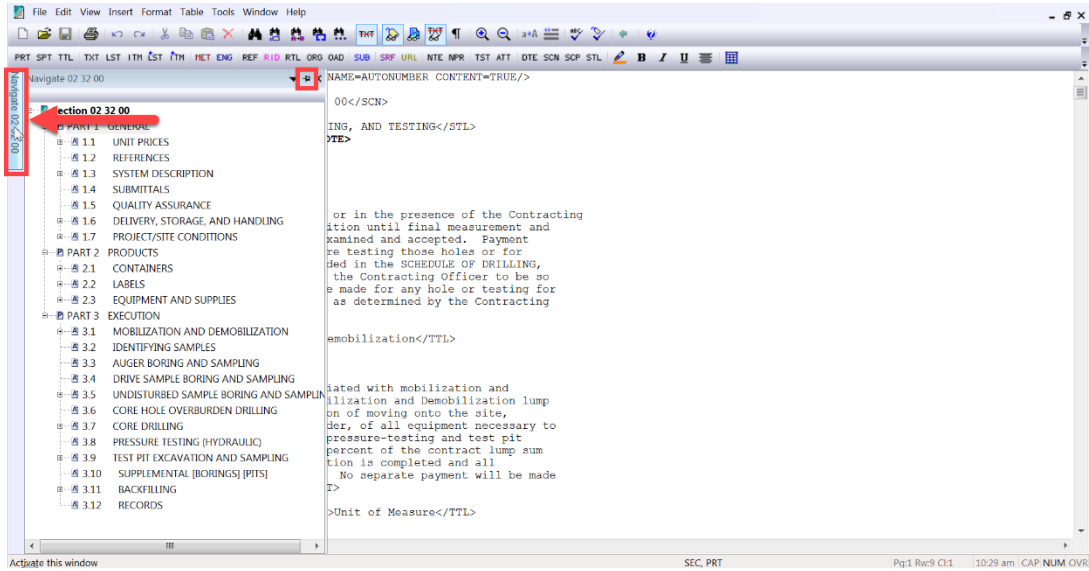 File Edit View Insert Format Table Tools Window Help
PRT SPT TTL TXT LST ITM LST ITM MET ENG REF RID RTL ORG OAD SUB SRF URL NTE NPR TST ATT DTE SCN SCP STL B I U
Navigate 02 32 00
Navigate 02 32 00
NAME=AUTONUMBER CONTENT=TRUE/>
00</SCN>
ection 02 32 00
PART 1 GENERAL
ING, AND TESTING</STL>
OTE>
1.1 UNIT PRICES
1.2 REFERENCES
1.3 SYSTEM DESCRIPTION
1.4 SUBMITTALS
1.5 QUALITY ASSURANCE
1.6 DELIVERY, STORAGE, AND HANDLING
1.7 PROJECT/SITE CONDITIONS
PART 2 PRODUCTS
2.1 CONTAINERS
2.2 LABELS
2.3 EQUIPMENT AND SUPPLIES
PART 3 EXECUTION
3.1 MOBILIZATION AND DEMOBILIZATION
3.2 IDENTIFYING SAMPLES
3.3 AUGER BORING AND SAMPLING
3.4 DRIVE SAMPLE BORING AND SAMPLING
3.5 UNDISTURBED SAMPLE BORING AND SAMPLIN
3.6 CORE HOLE OVERBURDEN DRILLING
3.7 CORE DRILLING
3.8 PRESSURE TESTING (HYDRAULIC)
3.9 TEST PIT EXCAVATION AND SAMPLING
3.10 SUPPLEMENTAL [BORINGS] [PITS]
3.11 BACKFILLING
3.12 RECORDS
or in the presence of the Contracting
ition until final measurement and
xamined and accepted. Payment
re testing those holes or for
ded in the SCHEDULE OF DRILLING,
the Contracting Officer to be so
e made for any hole or testing for
as determined by the Contracting
emobilization</TTL>
iated with mobilization and
ilization and Demobilization lump
on of moving onto the site,
der, of all equipment necessary to
pressure-testing and test pit
percent of the contract lump sum
tion is completed and all
No separate payment will be made
T>
>Unit of Measure</TTL>
Activate this window
SEC, PRT
Pg:1 Rw:9 Cl:1
10:29 am
CAP NUM OVR